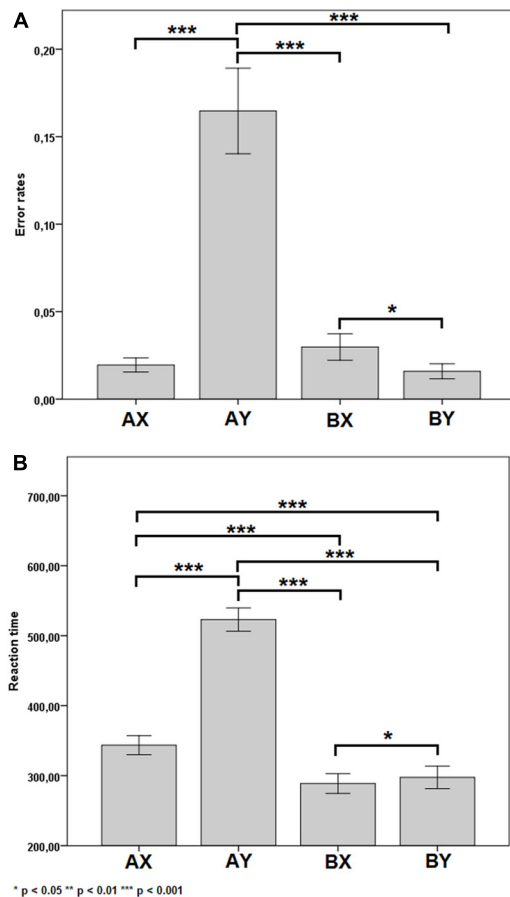 A
***
***
***
0,20
0,15
Error rates
0,10
*
0,05
0,00
AX AY BX BY
B
700,00
***
***
600,00
*** ***
***
500,00
Reaction time
400,00
*
300,00
200,00
AX AY BX BY
* p < 0.05 ** p < 0.01 *** p < 0.001